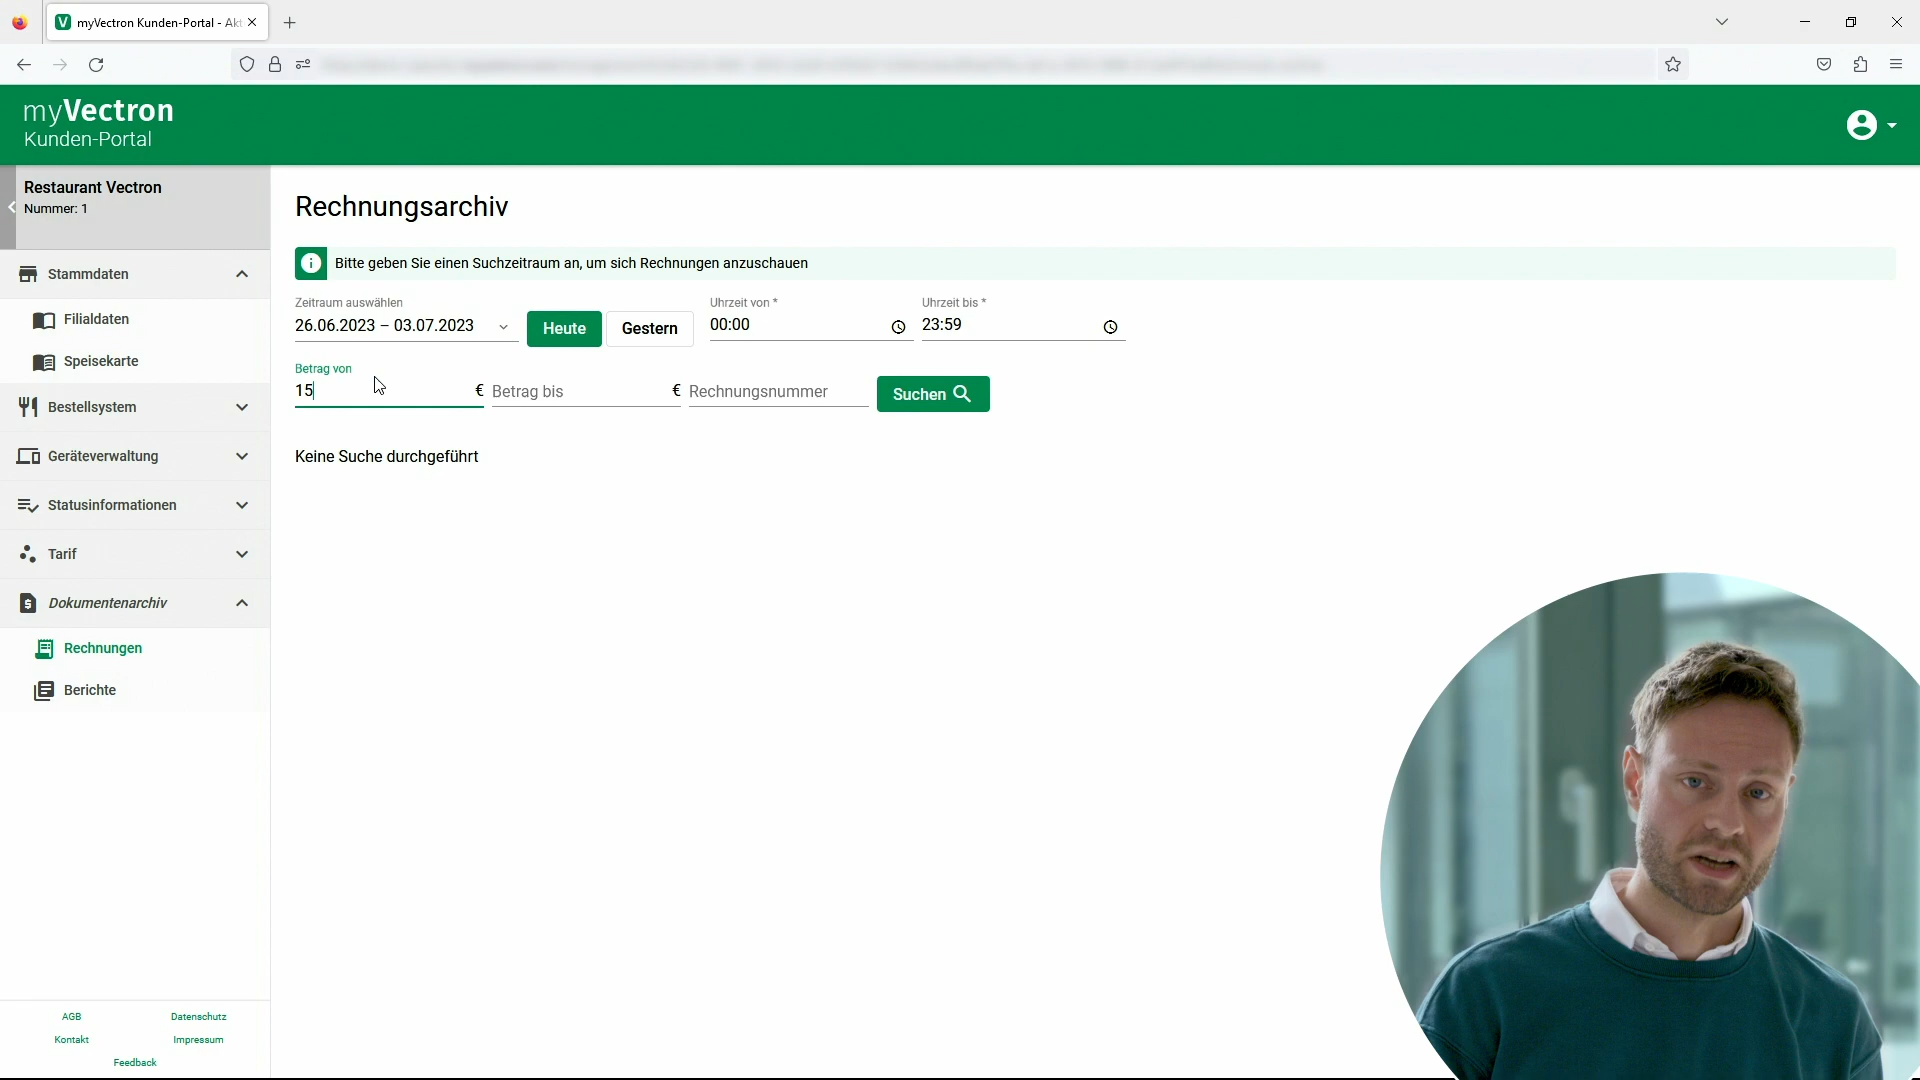 myVectron Kunden-Portal - Akt
myVectron
Kunden-Portal
Restaurant Vectron
Nummer: 1
Stammdaten
Filialdaten
Speisekarte
Bestellsystem
Geräteverwaltung
Statusinformationen
Tarif
Dokumentenarchiv
Rechnungen
Berichte
AGB
Datenschutz
Kontakt
Impressum
Feedback
Rechnungsarchiv
Bitte geben Sie einen Suchzeitraum an, um sich Rechnungen anzuschauen
Zeitraum auswählen
26.06.2023 – 03.07.2023
Heute
Gestern
Uhrzeit von *
00:00
Uhrzeit bis *
23:59
Betrag von
15 €
Betrag bis €
Rechnungsnummer
Suchen
Keine Suche durchgeführt